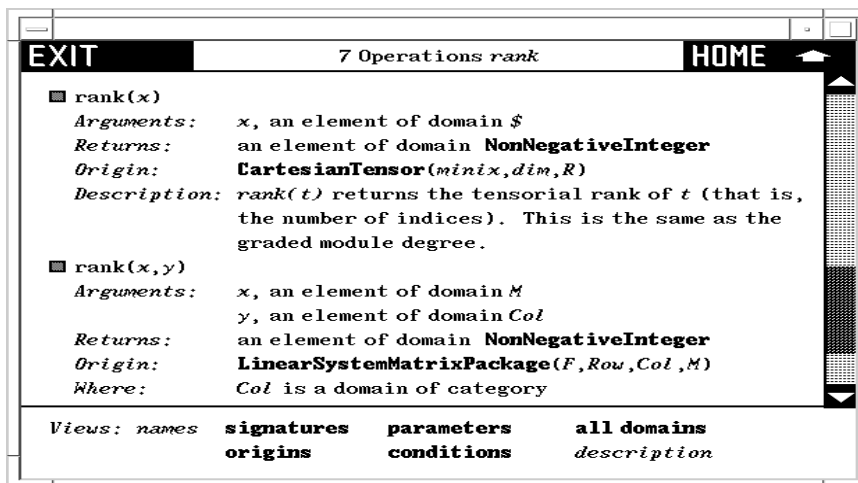 EXIT 7 Operations rank HOME
rank(x)
Arguments: x, an element of domain $
Returns: an element of domain NonNegativeInteger
Origin: CartesianTensor(minix,dim,R)
Description: rank(t) returns the tensorial rank of t (that is,
the number of indices). This is the same as the
graded module degree.
rank(x,y)
Arguments: x, an element of domain M
y, an element of domain Col
Returns: an element of domain NonNegativeInteger
Origin: LinearSystemMatrixPackage(F,Row,Col,M)
Where: Col is a domain of category
Views: names signatures parameters all domains
origins conditions description